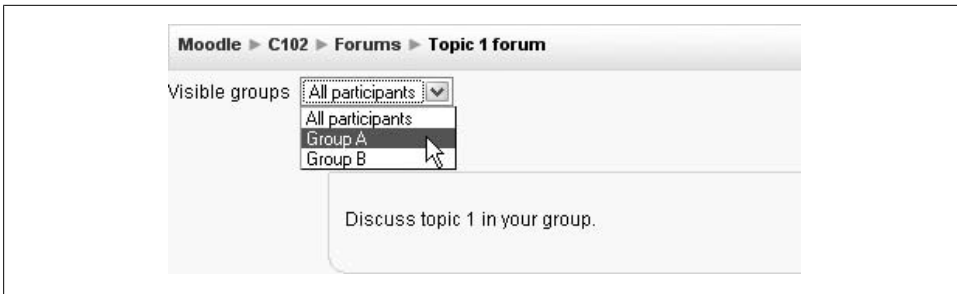 Moodle ► C102 ► Forums ► Topic 1 forum
Visible groups All participants
All participants
Group A
Group B
Discuss topic 1 in your group.